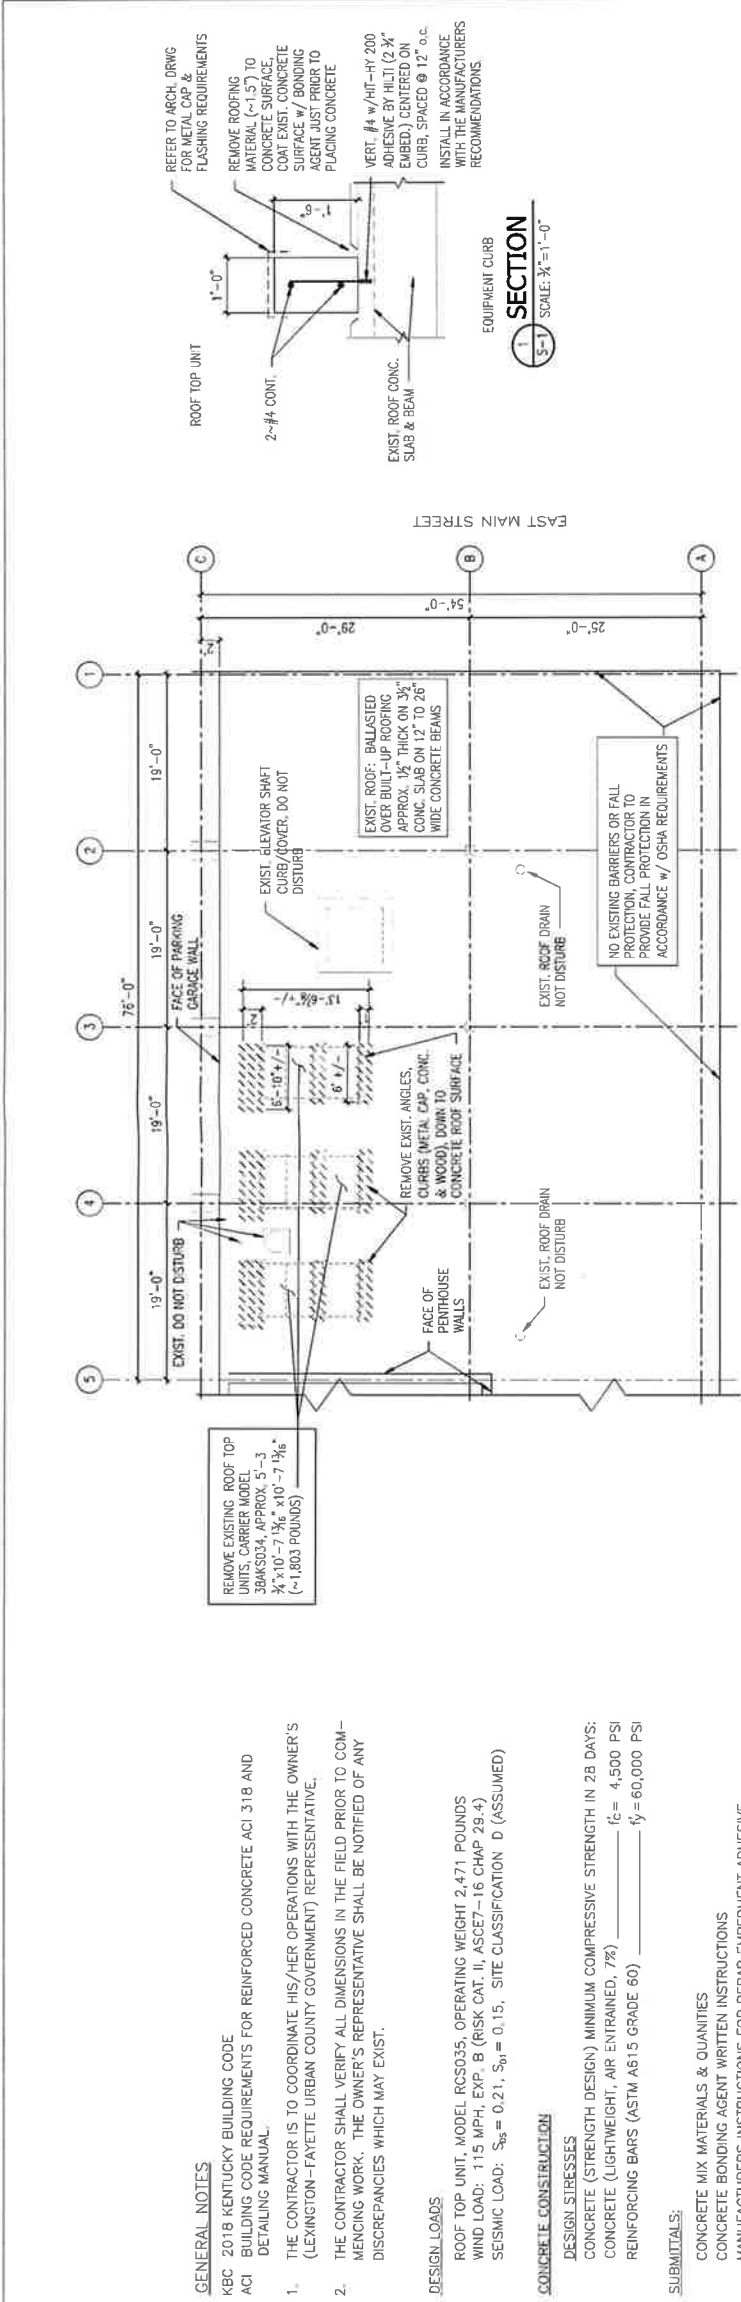 GENERAL NOTES
KBC 2018 KENTUCKY BUILDING CODE
ACI BUILDING CODE REQUIREMENTS FOR REINFORCED CONCRETE ACI 318 AND
DETAILING MANUAL.
1. THE CONTRACTOR IS TO COORDINATE HIS/HER OPERATIONS WITH THE OWNER'S
(LEXINGTON-FAYETTE URBAN COUNTY GOVERNMENT) REPRESENTATIVE.
2. THE CONTRACTOR SHALL VERIFY ALL DIMENSIONS IN THE FIELD PRIOR TO COM-
MENCING WORK. THE OWNER'S REPRESENTATIVE SHALL BE NOTIFIED OF ANY
DISCREPANCIES WHICH MAY EXIST.
DESIGN LOADS
ROOF TOP UNIT, MODEL RCS035, OPERATING WEIGHT 2,471 POUNDS
WIND LOAD: 115 MPH, EXP. B (RISK CAT. II, ASCE7-16 CHAP 29.4)
SEISMIC LOAD: SDS = 0.21, SD1 = 0.15, SITE CLASSIFICATION D (ASSUMED)
CONCRETE CONSTRUCTION
DESIGN STRESSES
CONCRETE (STRENGTH DESIGN) MINIMUM COMPRESSIVE STRENGTH IN 28 DAYS:
CONCRETE (LIGHTWEIGHT, AIR ENTRAINED, 7%) f'c = 4,500 PSI
REINFORCING BARS (ASTM A615 GRADE 60) fy = 60,000 PSI
SUBMITTALS:
CONCRETE MIX MATERIALS & QUANITIES
CONCRETE BONDING AGENT WRITTEN INSTRUCTIONS
MANUFACTURERS INSTRUCTIONS FOR REBAR EMBEDMENT ADHESIVE
REMOVE EXISTING ROOF TOP
UNITS, CARRIER MODEL
38AKS034, APPROX. 5'-3
¾"x10'-7 13/16" x10'-7 13/16"
(~1,803 POUNDS)
5
4
3
2
1
76'-0"
19'-0"
19'-0"
19'-0"
19'-0"
EXIST. DO NOT DISTURB
FACE OF PARKING
GARAGE WALL
2'
C
B
A
54'-0"
29'-0"
25'-0"
EAST MAIN STREET
2'
6'-10"+/-
6' +/-
13'-6⅞"+/-
1'
EXIST. ELEVATOR SHAFT
CURB/COVER, DO NOT
DISTURB
EXIST. ROOF: BALLASTED
OVER BUILT-UP ROOFING
APPROX. 1½" THICK ON 3½"
CONC. SLAB ON 12" TO 26"
WIDE CONCRETE BEAMS
REMOVE EXIST. ANGLES,
CURBS (METAL CAP, CONC.
& WOOD), DOWN TO
CONCRETE ROOF SURFACE
FACE OF
PENTHOUSE
WALLS
EXIST. ROOF DRAIN
NOT DISTURB
EXIST. ROOF DRAIN
NOT DISTURB
NO EXISTING BARRIERS OR FALL
PROTECTION, CONTRACTOR TO
PROVIDE FALL PROTECTION IN
ACCORDANCE w/ OSHA REQUIREMENTS
ROOF TOP UNIT
1'-0"
1'-6"
REFER TO ARCH. DRWG
FOR METAL CAP &
FLASHING REQUIREMENTS
REMOVE ROOFING
MATERIAL (~1.5") TO
CONCRETE SURFACE,
COAT EXIST. CONCRETE
SURFACE w/ BONDING
AGENT JUST PRIOR TO
PLACING CONCRETE
2~#4 CONT.
VERT. #4 w/HIT-HY 200
ADHESIVE BY HILTI (2 ¾"
EMBED.) CENTERED ON
CURB, SPACED @ 12" o.c.
INSTALL IN ACCORDANCE
WITH THE MANUFACTURERS
RECOMMENDATIONS.
EXIST. ROOF CONC.
SLAB & BEAM
EQUIPMENT CURB
1
S-1
SECTION
SCALE: ¾"=1'-0"